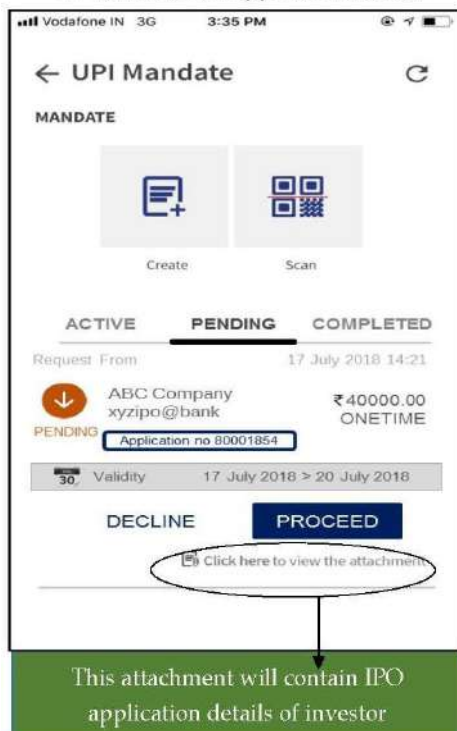 Vodafone IN 3G 3:35 PM
← UPI Mandate
MANDATE
Create Scan
ACTIVE PENDING COMPLETED
Request From 17 July 2018 14:21
ABC Company ₹40000.00
xyzipo@bank ONETIME
PENDING
Application no 80001854
30 Validity 17 July 2018 > 20 July 2018
DECLINE PROCEED
Click here to view the attachment
This attachment will contain IPO
application details of investor